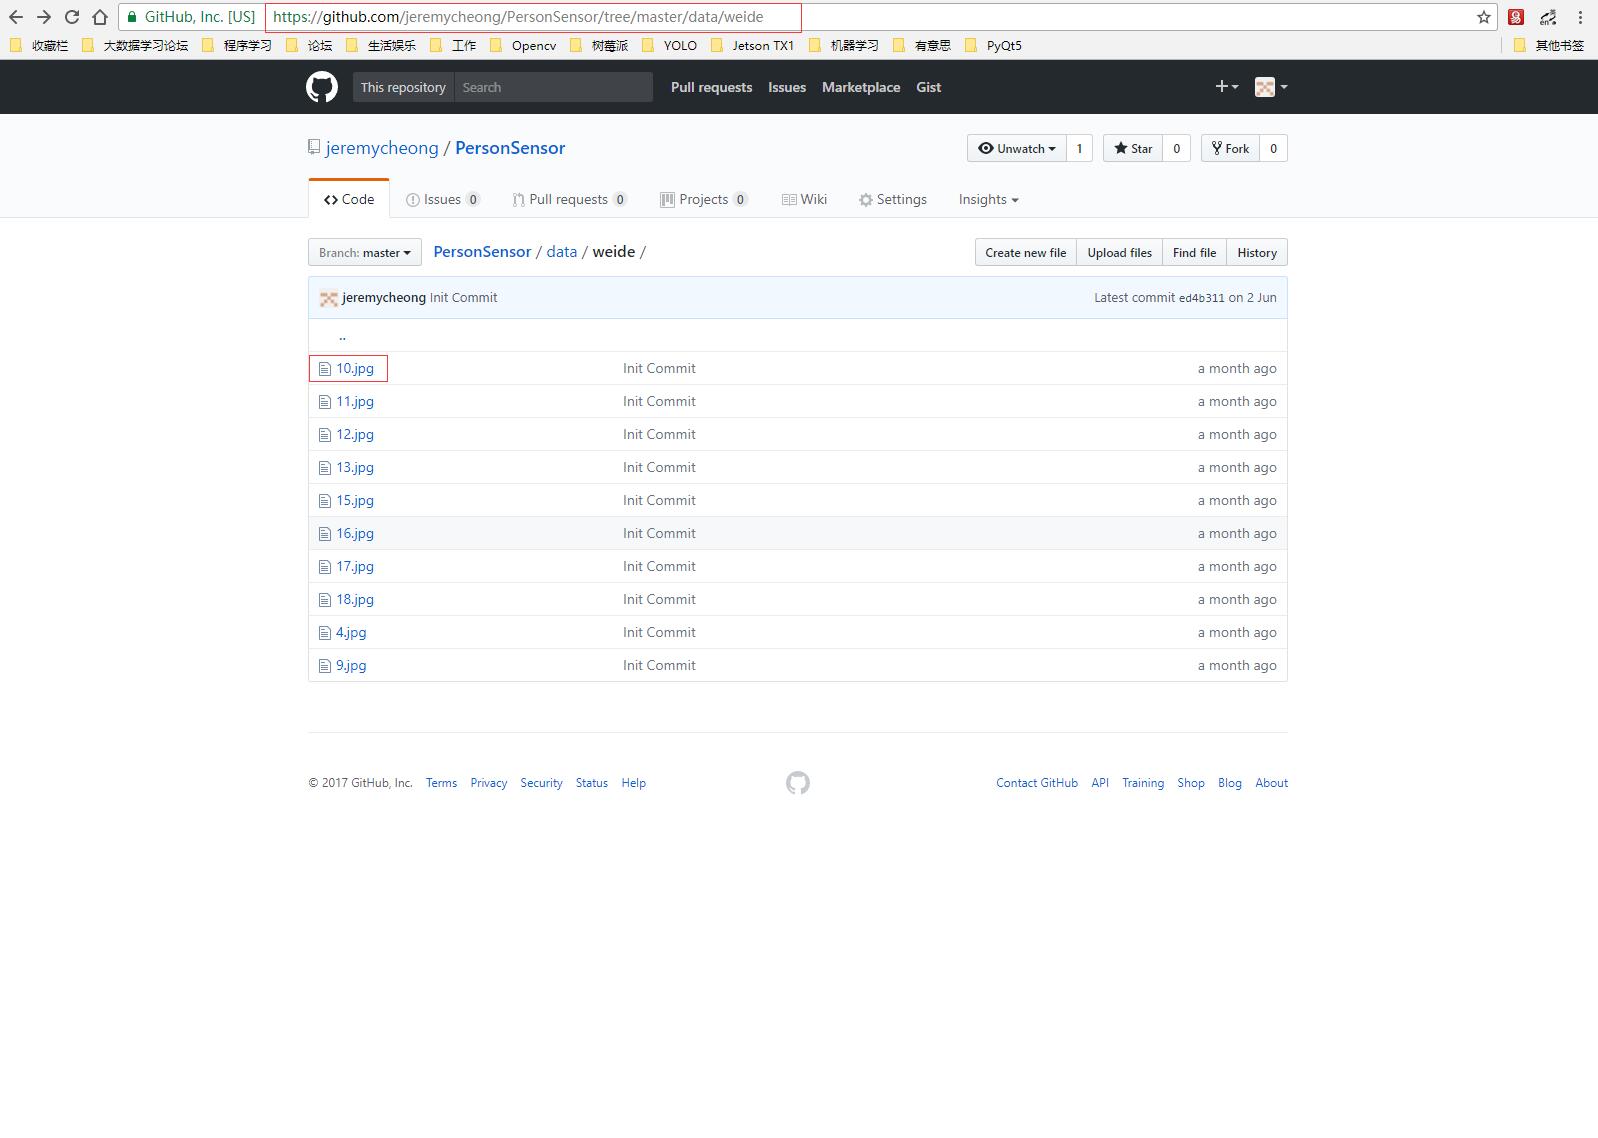 GitHub, Inc. [US] https://github.com/jeremycheong/PersonSensor/tree/master/data/weide
收藏栏 大数据学习论坛 程序学习 论坛 生活娱乐 工作 Opencv 树莓派 YOLO Jetson TX1 机器学习 有意思 PyQt5 其他书签
This repository Search Pull requests Issues Marketplace Gist
jeremycheong / PersonSensor Unwatch 1 Star 0 Fork 0
Code Issues 0 Pull requests 0 Projects 0 Wiki Settings Insights
Branch: master PersonSensor / data / weide / Create new file Upload files Find file History
jeremycheong Init Commit Latest commit ed4b311 on 2 Jun
..
10.jpg Init Commit a month ago
11.jpg Init Commit a month ago
12.jpg Init Commit a month ago
13.jpg Init Commit a month ago
15.jpg Init Commit a month ago
16.jpg Init Commit a month ago
17.jpg Init Commit a month ago
18.jpg Init Commit a month ago
4.jpg Init Commit a month ago
9.jpg Init Commit a month ago
© 2017 GitHub, Inc. Terms Privacy Security Status Help Contact GitHub API Training Shop Blog About